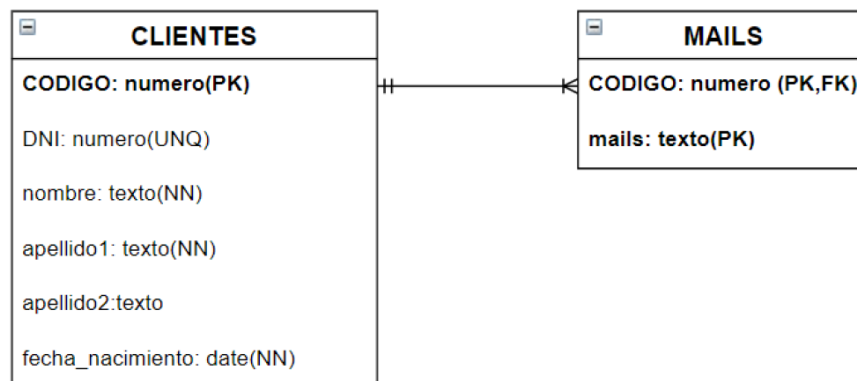 CLIENTES
CODIGO: numero(PK)
DNI: numero(UNQ)
nombre: texto(NN)
apellido1: texto(NN)
apellido2:texto
fecha_nacimiento: date(NN)
MAILS
CODIGO: numero (PK,FK)
mails: texto(PK)